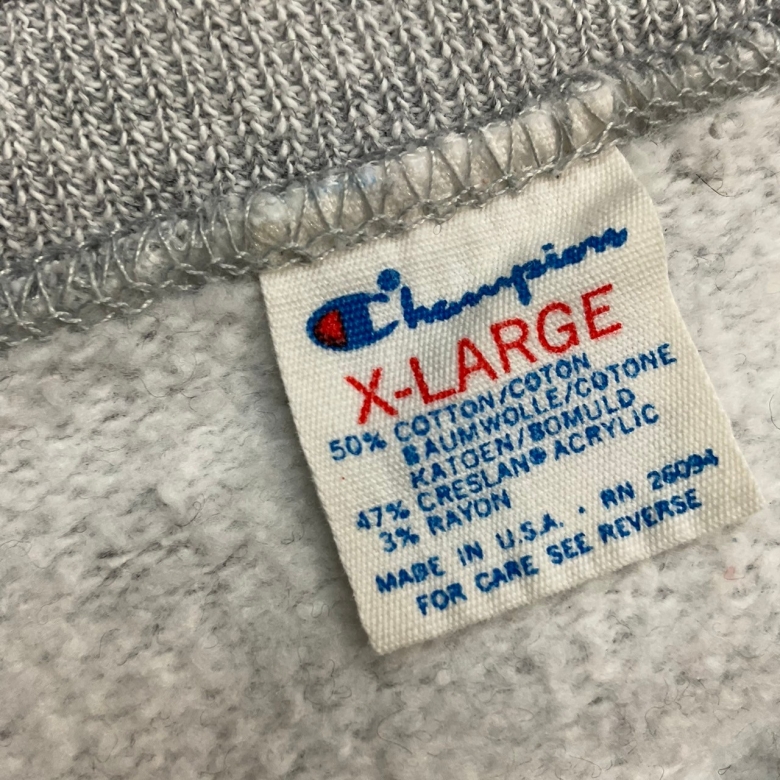 Champion
X-LARGE
50% COTTON/COTON
BAUMWOLLE/COTONE
KATOEN/BOMULD
47% CRESLAN® ACRYLIC
3% RAYON
MADE IN U.S.A. · RN 26094
FOR CARE SEE REVERSE